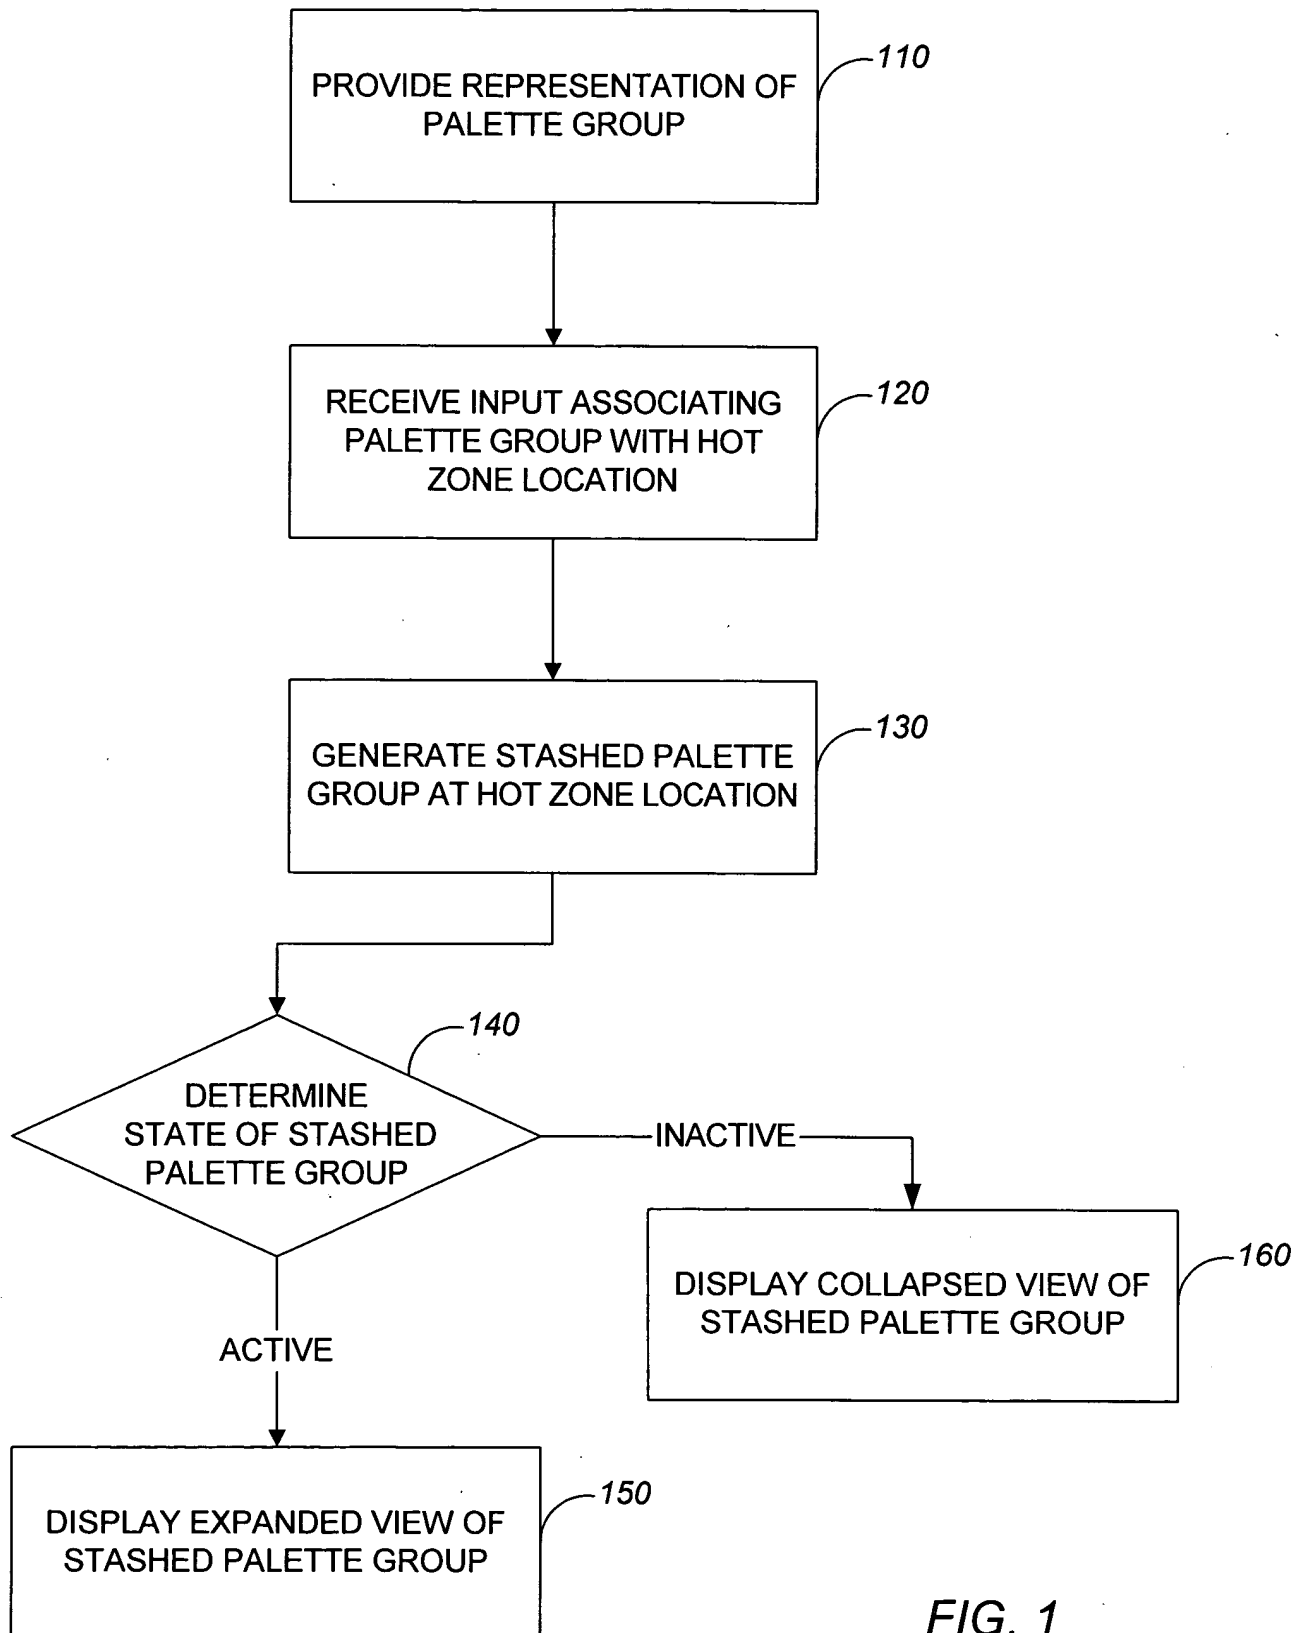 PROVIDE REPRESENTATION OF
PALETTE GROUP
110
RECEIVE INPUT ASSOCIATING
PALETTE GROUP WITH HOT
ZONE LOCATION
120
GENERATE STASHED PALETTE
GROUP AT HOT ZONE LOCATION
130
DETERMINE
STATE OF STASHED
PALETTE GROUP
140
INACTIVE
DISPLAY COLLAPSED VIEW OF
STASHED PALETTE GROUP
160
ACTIVE
DISPLAY EXPANDED VIEW OF
STASHED PALETTE GROUP
150
FIG. 1